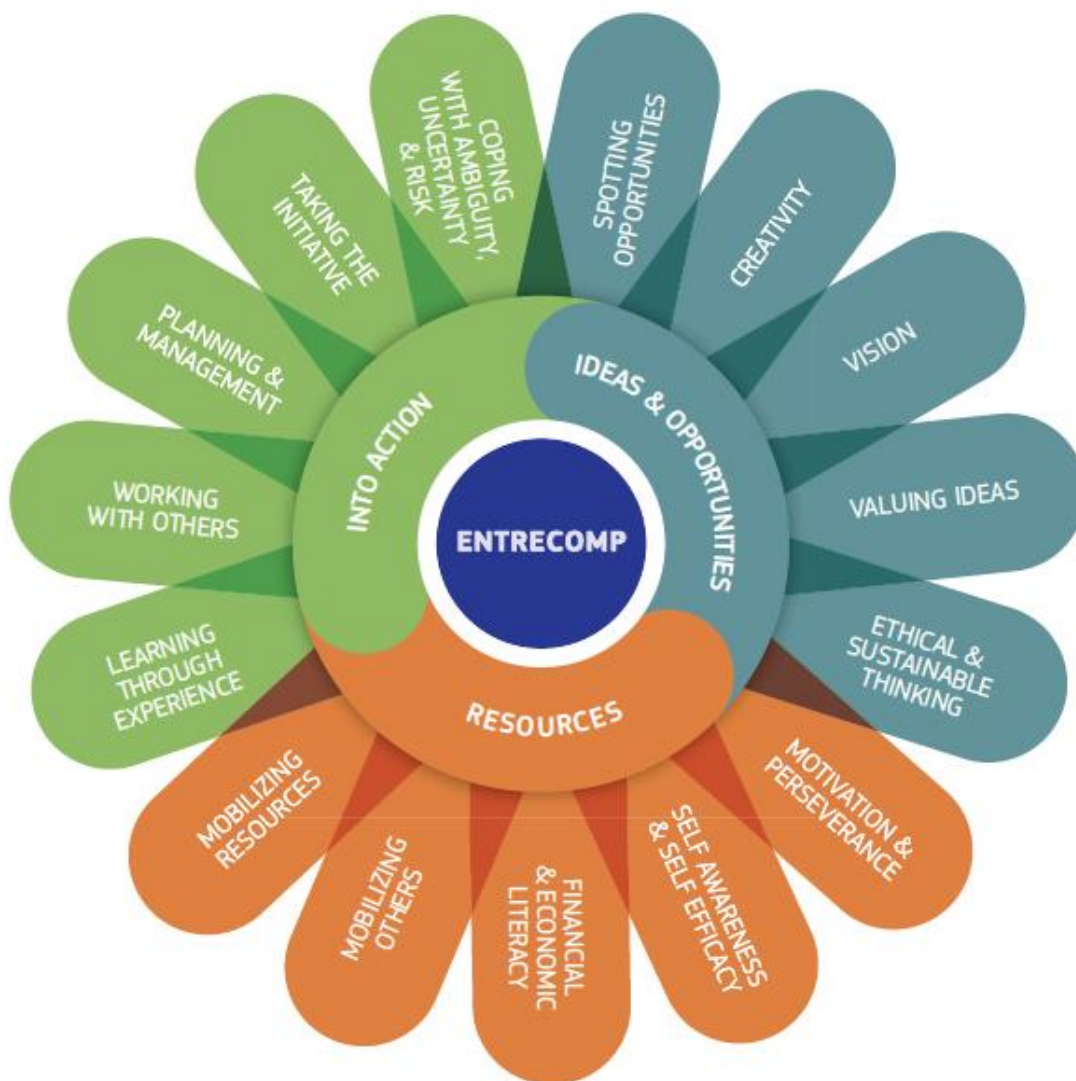 ENTRECOMP
IDEAS & OPPORTUNITIES
RESOURCES
INTO ACTION
SPOTTING
OPPORTUNITIES
CREATIVITY
VISION
VALUING IDEAS
ETHICAL &
SUSTAINABLE
THINKING
MOTIVATION &
PERSEVERANCE
SELF AWARENESS
& SELF EFFICACY
FINANCIAL
& ECONOMIC
LITERACY
MOBILIZING
OTHERS
MOBILIZING
RESOURCES
LEARNING
THROUGH
EXPERIENCE
WORKING
WITH OTHERS
PLANNING &
MANAGEMENT
TAKING THE
INITIATIVE
COPING
WITH AMBIGUITY,
UNCERTAINTY
& RISK